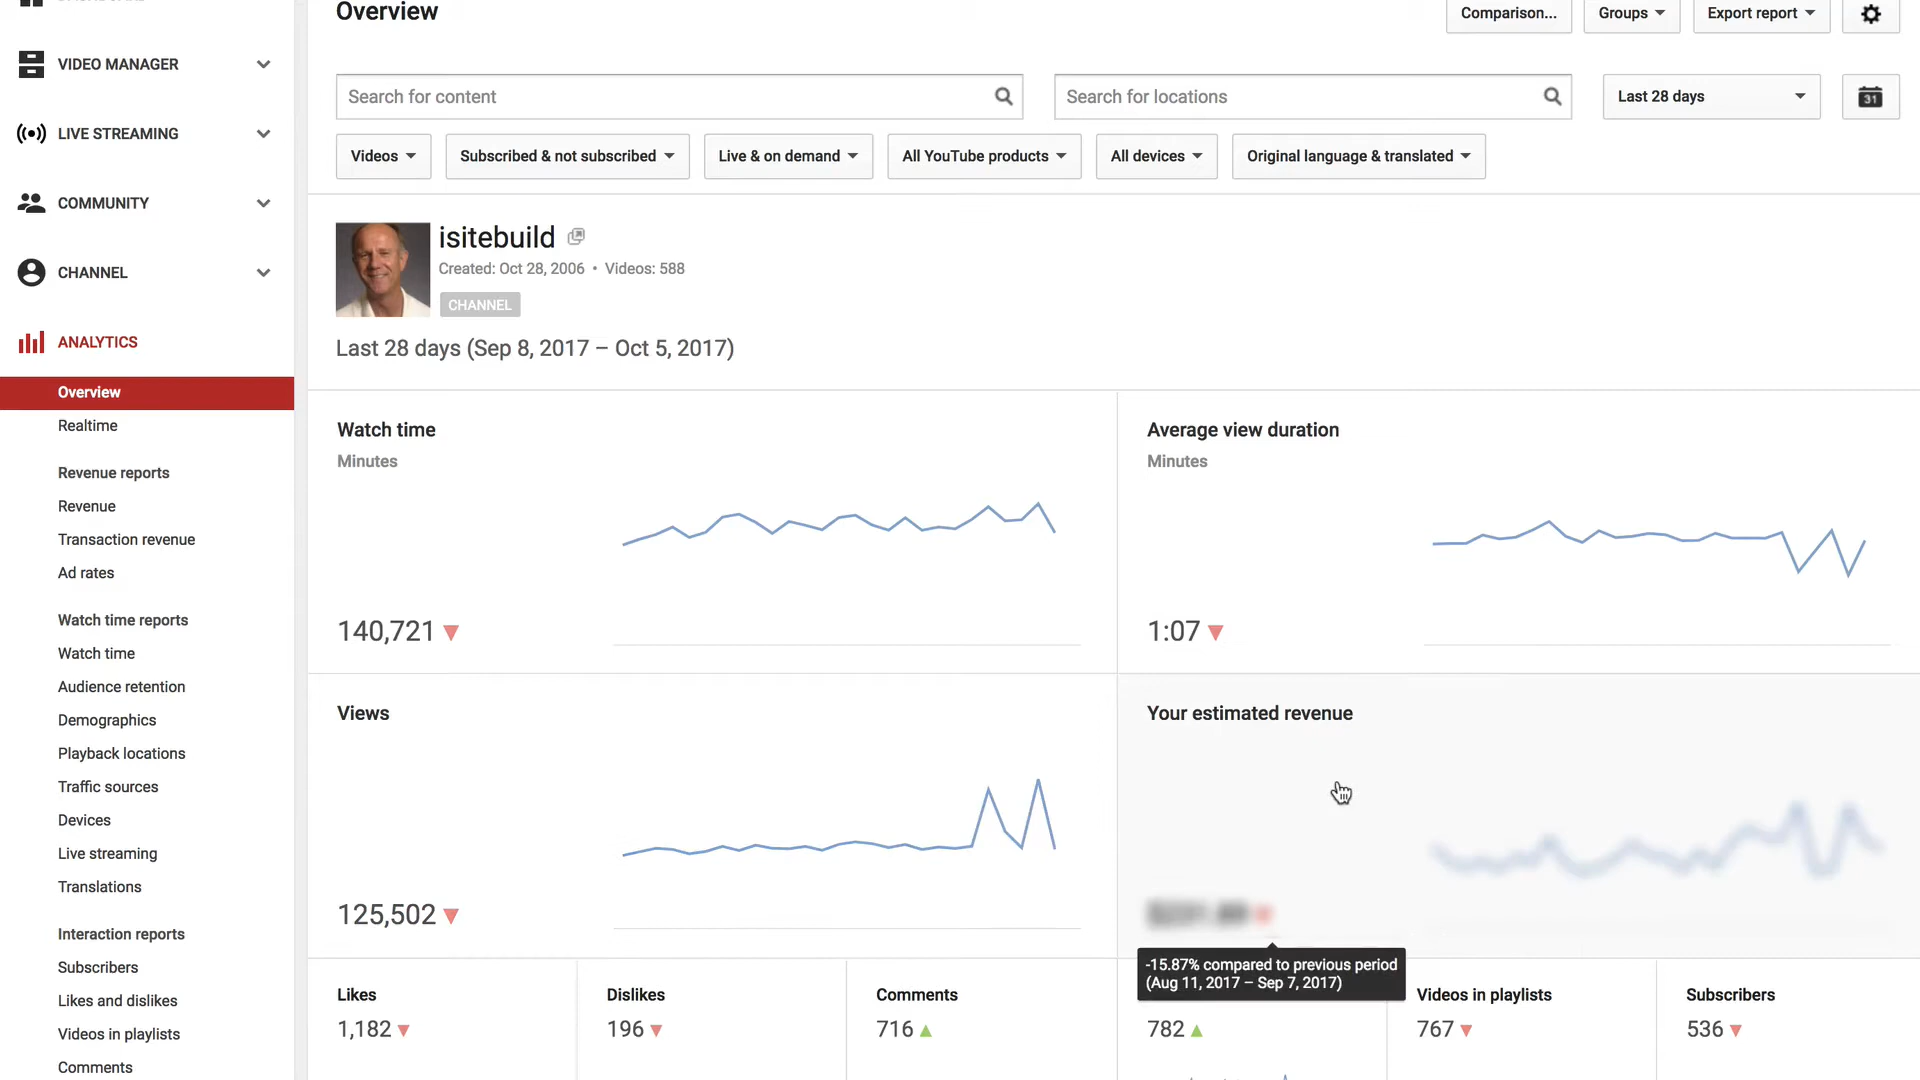 Overview
Comparison...
Groups
Export report
VIDEO MANAGER
LIVE STREAMING
COMMUNITY
CHANNEL
ANALYTICS
Overview
Realtime
Revenue reports
Revenue
Transaction revenue
Ad rates
Watch time reports
Watch time
Audience retention
Demographics
Playback locations
Traffic sources
Devices
Live streaming
Translations
Interaction reports
Subscribers
Likes and dislikes
Videos in playlists
Comments
Search for content
Search for locations
Last 28 days
31
Videos
Subscribed & not subscribed
Live & on demand
All YouTube products
All devices
Original language & translated
isitebuild
Created: Oct 28, 2006 • Videos: 588
CHANNEL
Last 28 days (Sep 8, 2017 – Oct 5, 2017)
Watch time
Minutes
140,721
Average view duration
Minutes
1:07
Views
125,502
Your estimated revenue
-15.87% compared to previous period
(Aug 11, 2017 – Sep 7, 2017)
Likes
1,182
Dislikes
196
Comments
716
782
Videos in playlists
767
Subscribers
536